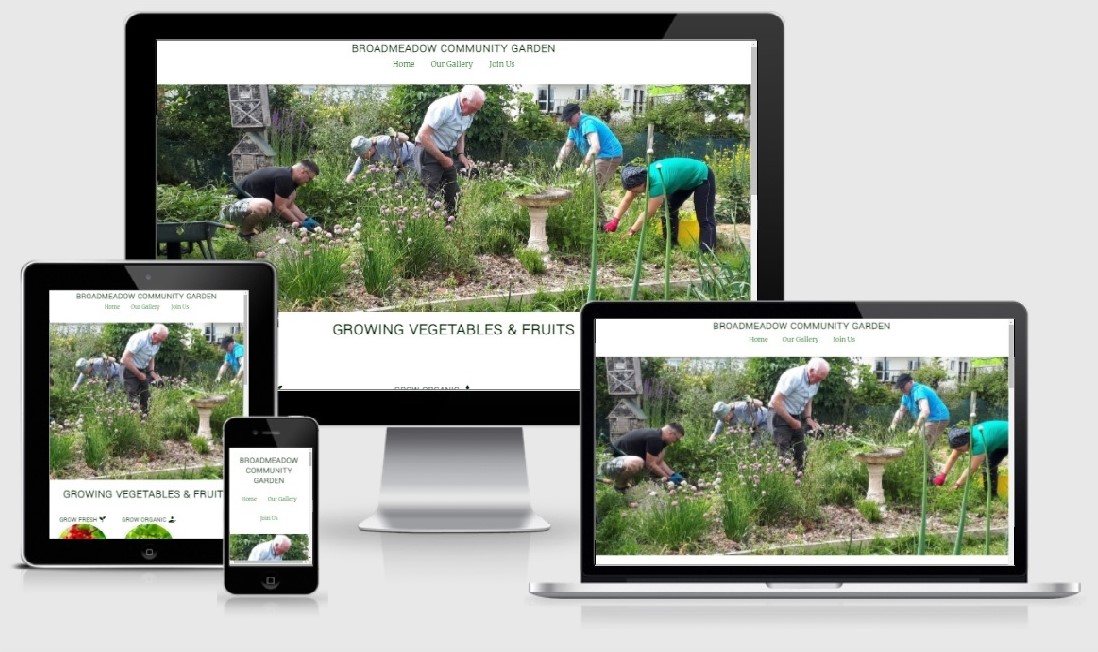 BROADMEADOW COMMUNITY GARDEN
Home Our Gallery Join Us
GROWING VEGETABLES & FRUITS
GROW ORGANIC
BROADMEADOW COMMUNITY GARDEN
Home Our Gallery Join Us
GROWING VEGETABLES & FRUIT
GROW FRESH GROW ORGANIC
BROADMEADOW
COMMUNITY
GARDEN
Home Our Gallery
Join Us
BROADMEADOW COMMUNITY GARDEN
Home Our Gallery Join Us